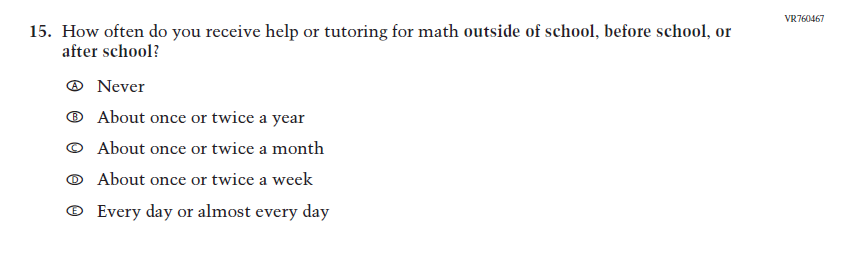 VR760467
15. How often do you receive help or tutoring for math outside of school, before school, or
after school?
A Never
B About once or twice a year
C About once or twice a month
D About once or twice a week
E Every day or almost every day